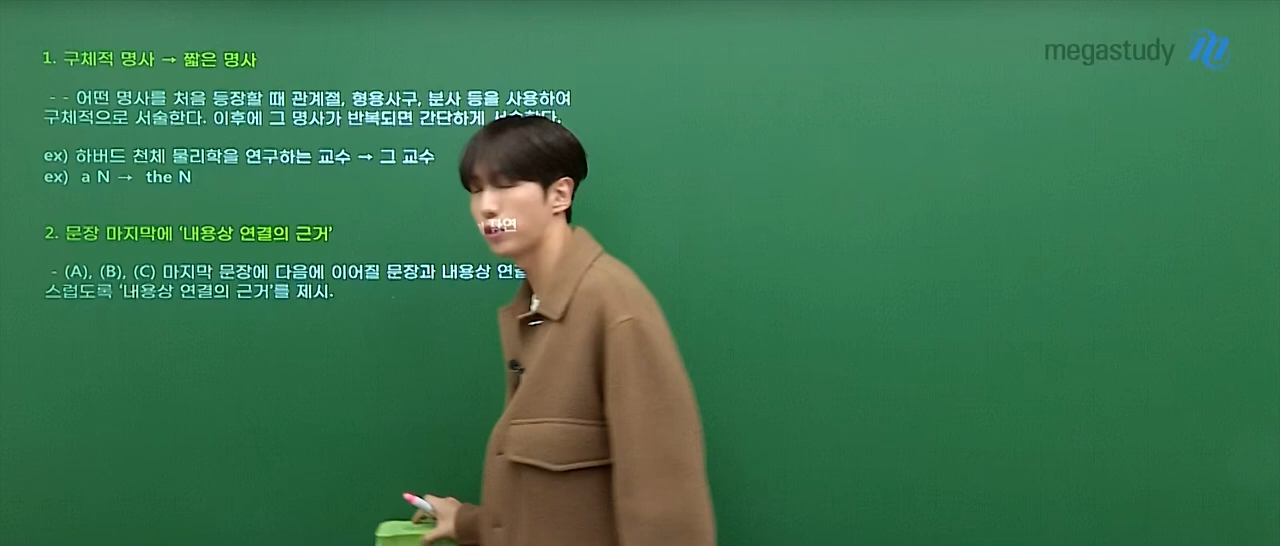 megastudy
1. 구체적 명사 → 짧은 명사
- - 어떤 명사를 처음 등장할 때 관계절, 형용사구, 분사 등을 사용하여
구체적으로 서술한다. 이후에 그 명사가 반복되면 간단하게 서술한다.
ex) 하버드 천체 물리학을 연구하는 교수 → 그 교수
ex) a N → the N
2. 문장 마지막에 '내용상 연결의 근거'
- (A), (B), (C) 마지막 문장에 다음에 이어질 문장과 내용상
스럽도록 '내용상 연결의 근거'를 제시.